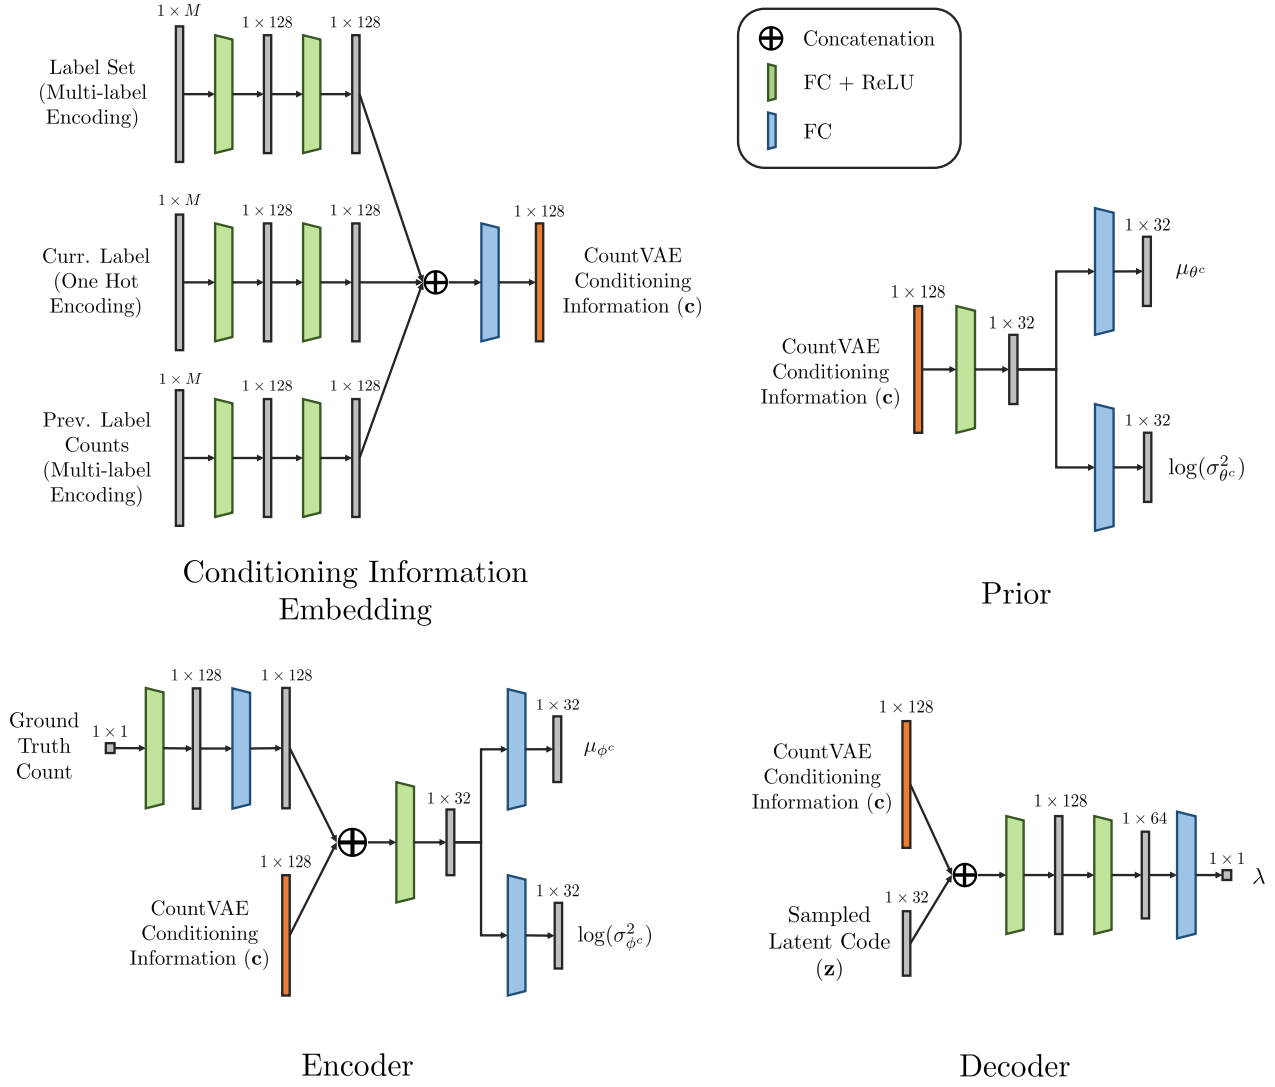 1 × M
1 × 128
1 × 128
Label Set
(Multi-label
Encoding)
1 × M
1 × 128
1 × 128
1 × 128
Curr. Label
(One Hot
Encoding)
CountVAE
Conditioning
Information (c)
1 × M
1 × 128
1 × 128
Prev. Label
Counts
(Multi-label
Encoding)
Conditioning Information
Embedding
Concatenation
FC + ReLU
FC
1 × 128
CountVAE
Conditioning
Information (c)
1 × 32
1 × 32
μ_{θ^c}
1 × 32
log(σ²_{θ^c})
Prior
Ground
Truth
Count
1 × 1
1 × 128
1 × 128
1 × 128
CountVAE
Conditioning
Information (c)
1 × 32
1 × 32
μ_{ϕ^c}
1 × 32
log(σ²_{ϕ^c})
Encoder
1 × 128
CountVAE
Conditioning
Information (c)
1 × 32
Sampled
Latent Code
(z)
1 × 128
1 × 64
1 × 1
λ
Decoder